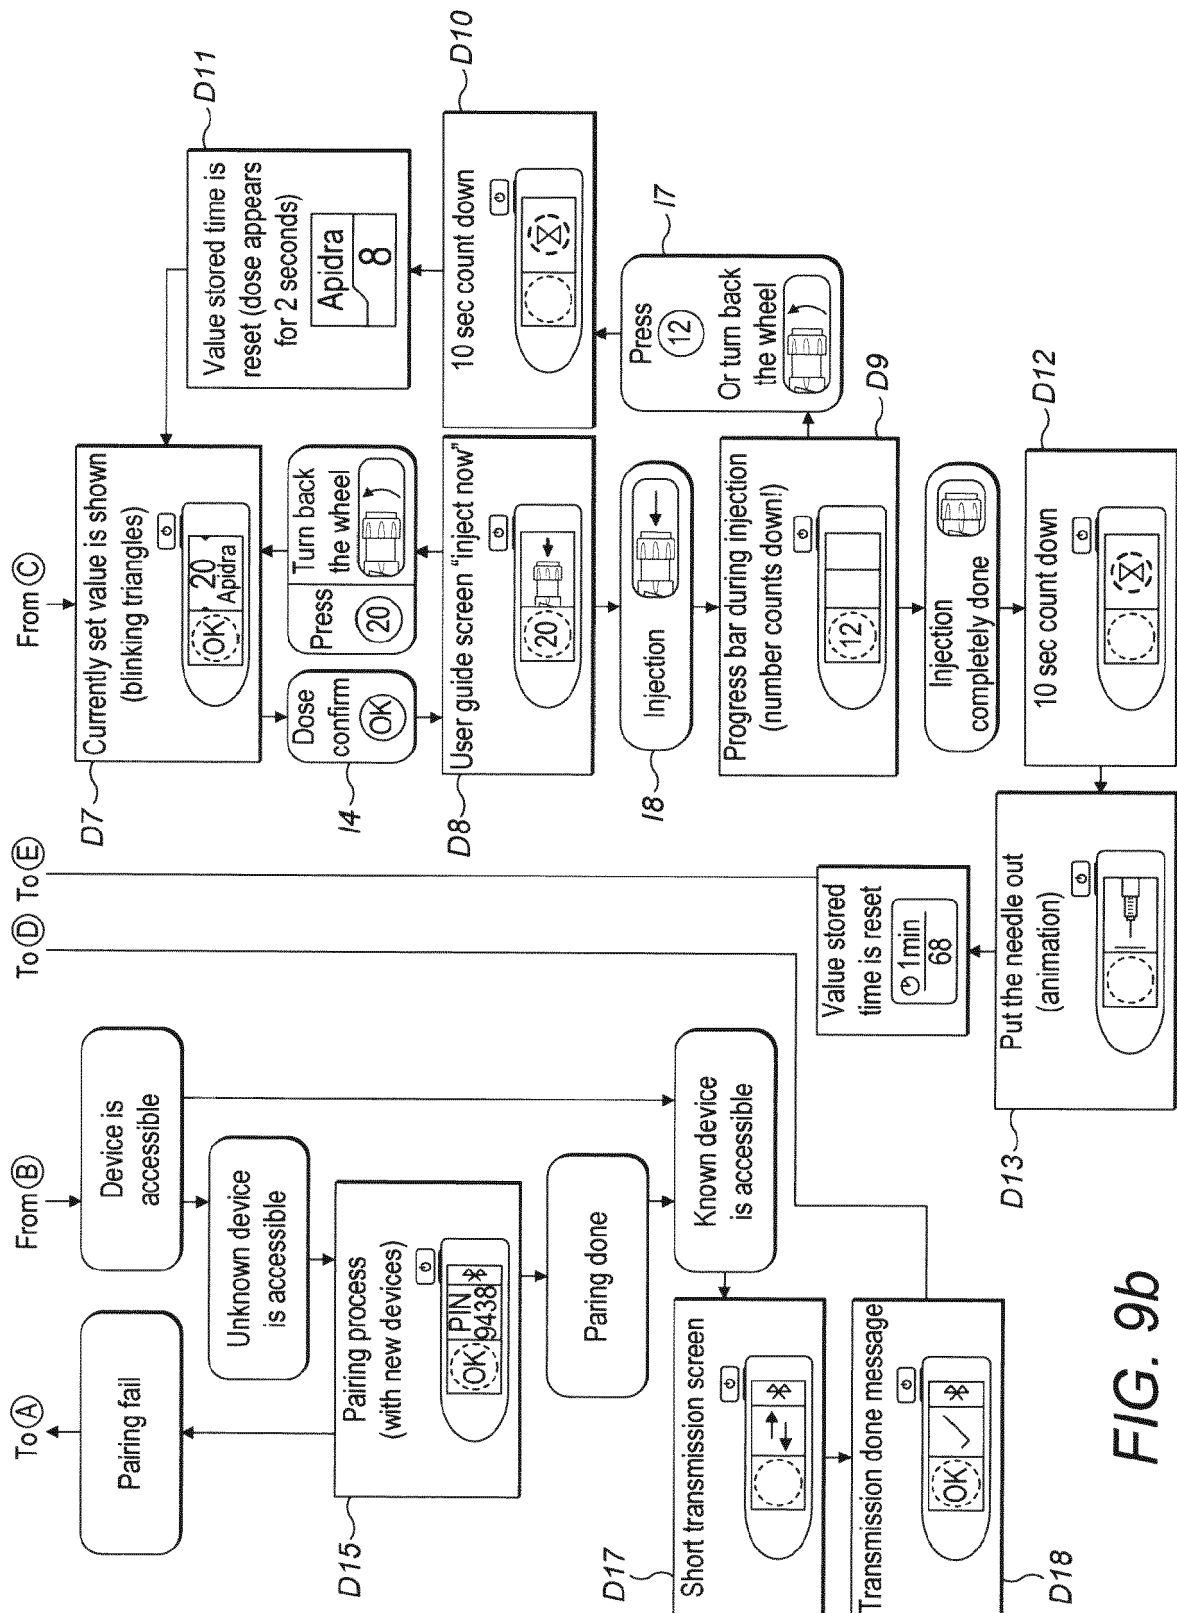 To A
Pairing fail
From B
Device is
accessible
Unknown device
is accessible
D15
Pairing process
(with new devices)
OK
PIN
9438
Paring done
Known device
is accessible
D17
Short transmission screen
D18
Transmission done message
OK
To D
To E
From C
D7
Currently set value is shown
(blinking triangles)
OK
20
Apidra
I4
Dose
confirm
OK
Press
20
Turn back
the wheel
D8
User guide screen "inject now"
20
I8
Injection
D9
Progress bar during injection
(number counts down!)
12
I7
Press
12
Or turn back
the wheel
D10
10 sec count down
D11
Value stored time is
reset (dose appears
for 2 seconds)
Apidra
8
Injection
completely done
D12
10 sec count down
D13
Put the needle out
(animation)
Value stored
time is reset
1min
68
FIG. 9b